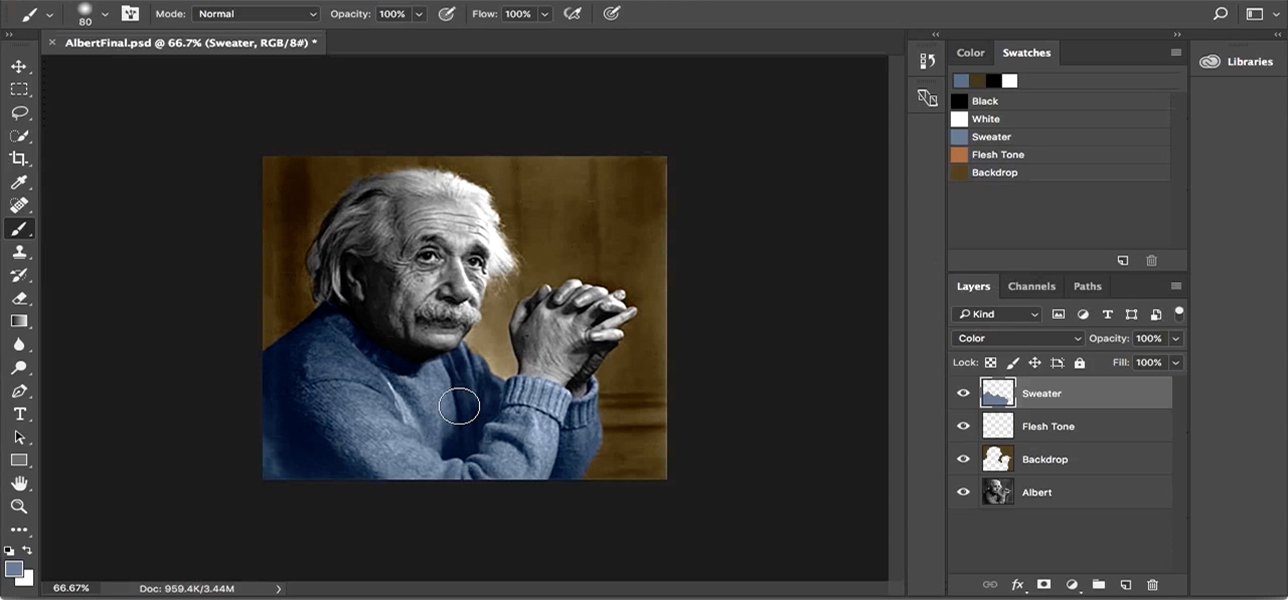 80 Mode: Normal Opacity: 100% Flow: 100%
× AlbertFinal.psd @ 66.7% (Sweater, RGB/8#) *
Color Swatches
Libraries
Black
White
Sweater
Flesh Tone
Backdrop
Layers Channels Paths
Kind
Color Opacity: 100%
Lock: Fill: 100%
Sweater
Flesh Tone
Backdrop
Albert
66.67% Doc: 959.4K/3.44M
fx